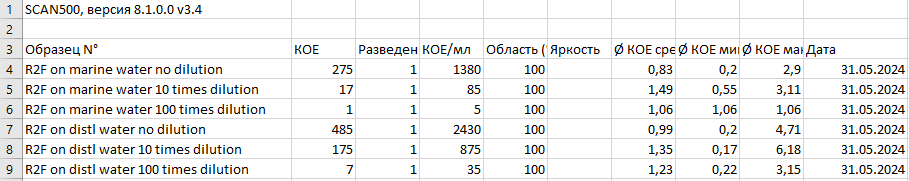 1 SCAN500, версия 8.1.0.0 v3.4
2
3 Образец N° КОЕ Разведен КОЕ/мл Область (% Яркость Ø КОЕ сре Ø КОЕ мин Ø КОЕ мак Дата
4 R2F on marine water no dilution 275 1 1380 100 0,83 0,2 2,9 31.05.2024
5 R2F on marine water 10 times dilution 17 1 85 100 1,49 0,55 3,11 31.05.2024
6 R2F on marine water 100 times dilution 1 1 5 100 1,06 1,06 1,06 31.05.2024
7 R2F on distl water no dilution 485 1 2430 100 0,99 0,2 4,71 31.05.2024
8 R2F on distl water 10 times dilution 175 1 875 100 1,35 0,17 6,18 31.05.2024
9 R2F on distl water 100 times dilution 7 1 35 100 1,23 0,22 3,15 31.05.2024